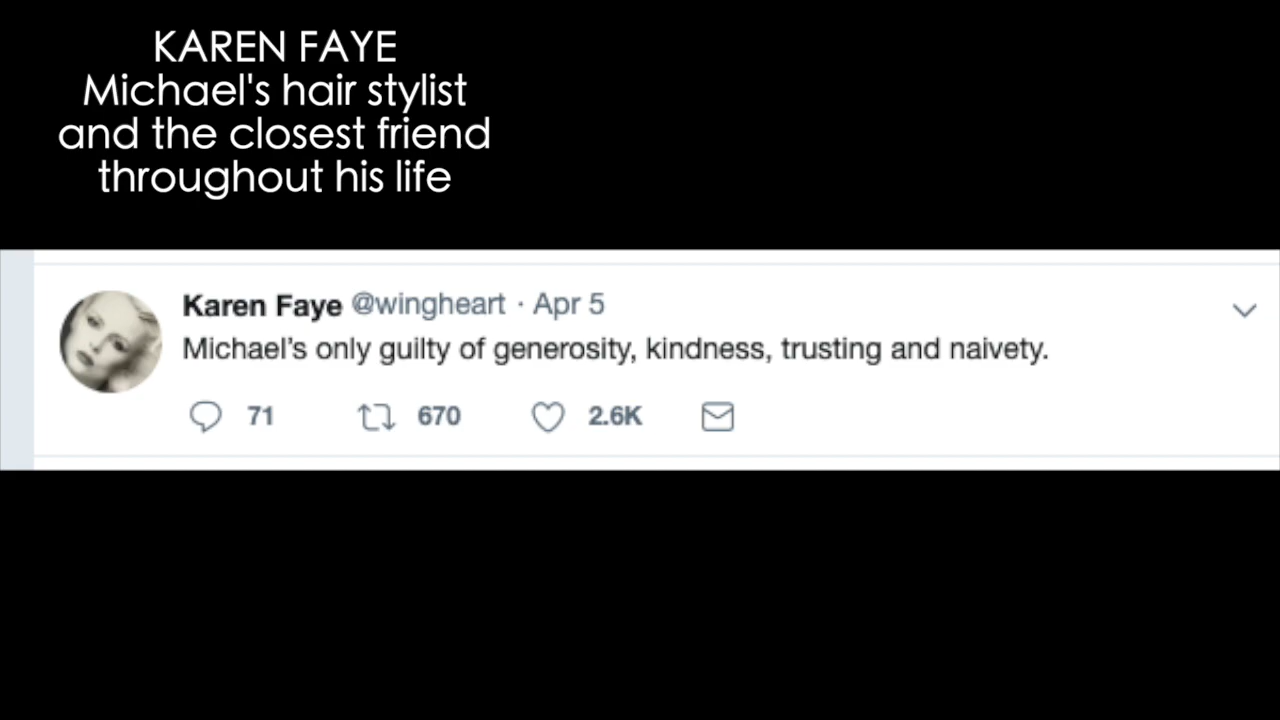 KAREN FAYE
Michael's hair stylist
and the closest friend
throughout his life
Karen Faye @wingheart · Apr 5
Michael's only guilty of generosity, kindness, trusting and naivety.
71 670 2.6K